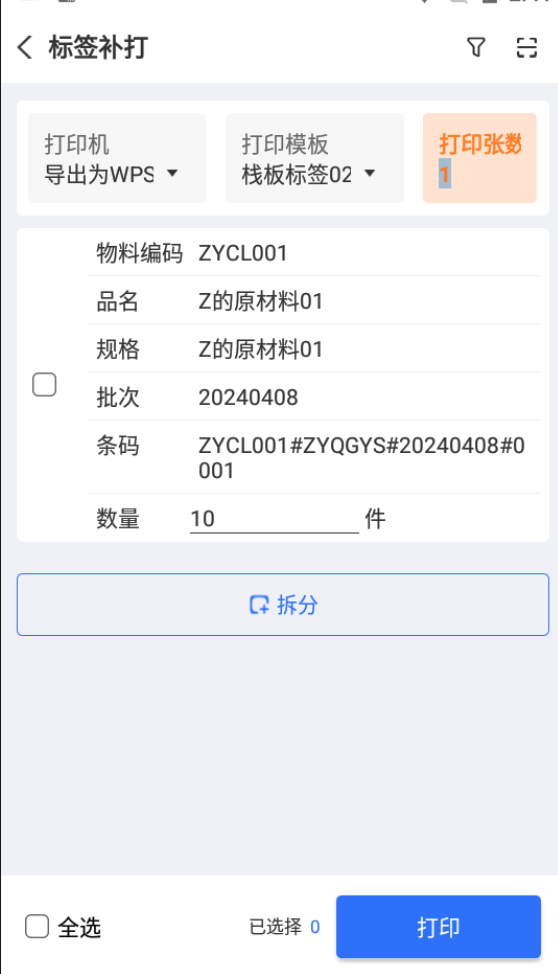 标签补打
打印机
导出为WPS
打印模板
栈板标签02
打印张数
1
物料编码 ZYCL001
品名 Z的原材料01
规格 Z的原材料01
批次 20240408
条码 ZYCL001#ZYQGYS#20240408#0
001
数量 10 件
拆分
全选 已选择 0 打印